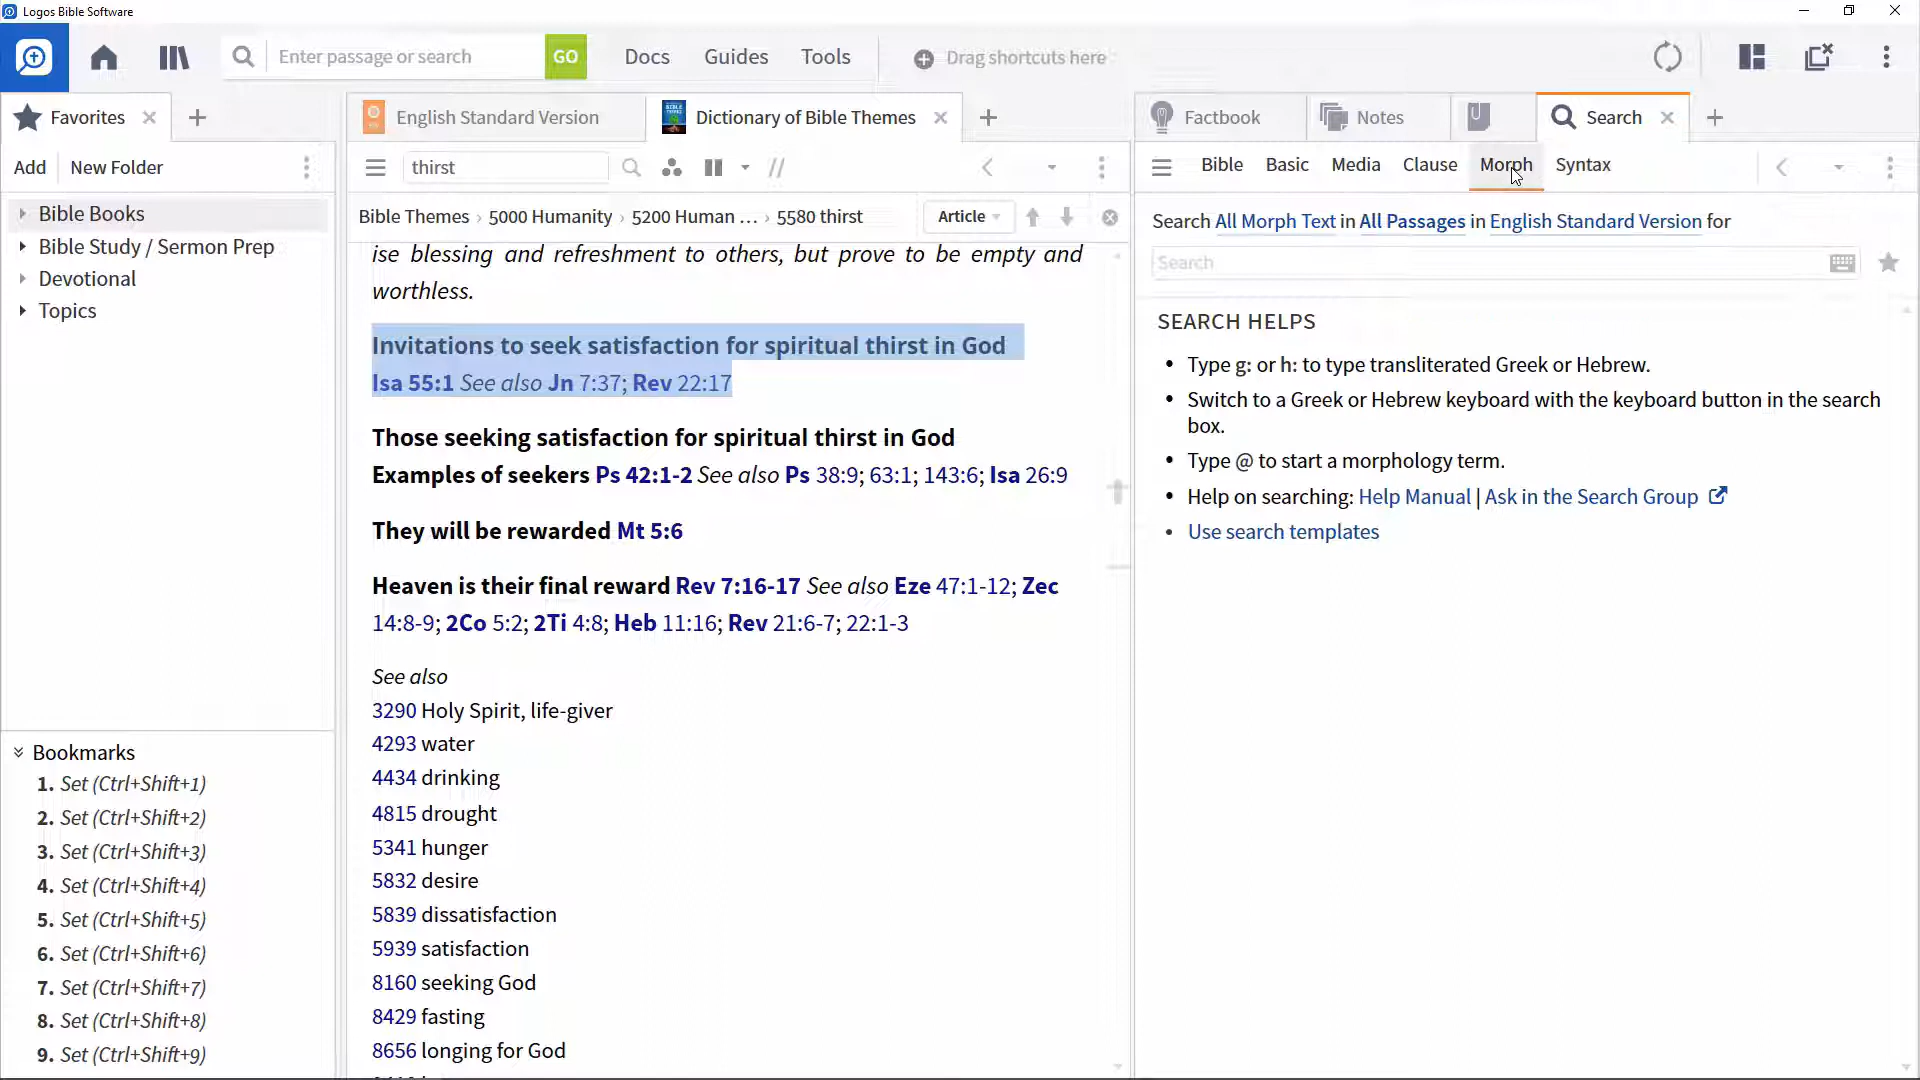 Logos Bible Software
Enter passage or search
GO
Docs
Guides
Tools
Drag shortcuts here
Favorites
Add
New Folder
Bible Books
Bible Study / Sermon Prep
Devotional
Topics
Bookmarks
1. Set (Ctrl+Shift+1)
2. Set (Ctrl+Shift+2)
3. Set (Ctrl+Shift+3)
4. Set (Ctrl+Shift+4)
5. Set (Ctrl+Shift+5)
6. Set (Ctrl+Shift+6)
7. Set (Ctrl+Shift+7)
8. Set (Ctrl+Shift+8)
9. Set (Ctrl+Shift+9)
English Standard Version
Dictionary of Bible Themes
thirst
Bible Themes › 5000 Humanity › 5200 Human ... › 5580 thirst
Article
ise blessing and refreshment to others, but prove to be empty and
worthless.
Invitations to seek satisfaction for spiritual thirst in God
Isa 55:1 See also Jn 7:37; Rev 22:17
Those seeking satisfaction for spiritual thirst in God
Examples of seekers Ps 42:1-2 See also Ps 38:9; 63:1; 143:6; Isa 26:9
They will be rewarded Mt 5:6
Heaven is their final reward Rev 7:16-17 See also Eze 47:1-12; Zec
14:8-9; 2Co 5:2; 2Ti 4:8; Heb 11:16; Rev 21:6-7; 22:1-3
See also
3290 Holy Spirit, life-giver
4293 water
4434 drinking
4815 drought
5341 hunger
5832 desire
5839 dissatisfaction
5939 satisfaction
8160 seeking God
8429 fasting
8656 longing for God
Factbook
Notes
Search
Bible
Basic
Media
Clause
Morph
Syntax
Search All Morph Text in All Passages in English Standard Version for
Search
SEARCH HELPS
• Type g: or h: to type transliterated Greek or Hebrew.
• Switch to a Greek or Hebrew keyboard with the keyboard button in the search
box.
• Type @ to start a morphology term.
• Help on searching: Help Manual | Ask in the Search Group
• Use search templates